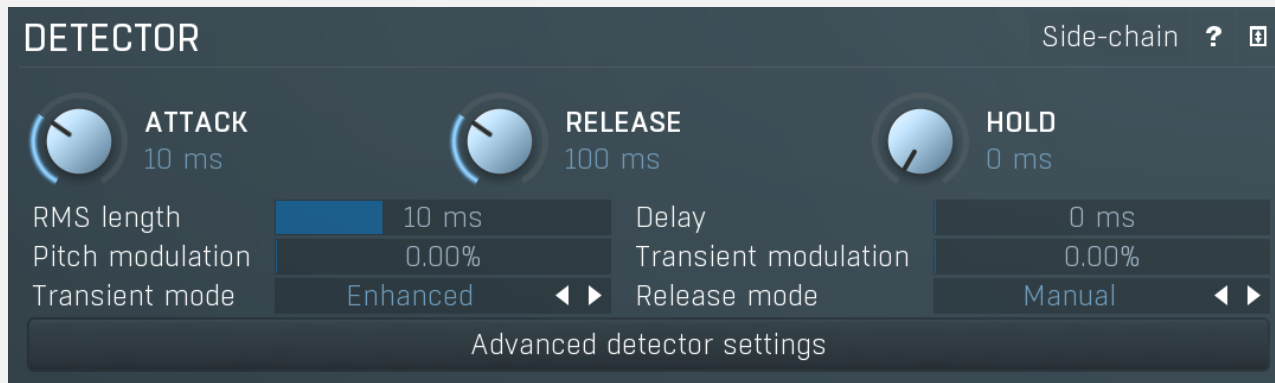 DETECTOR Side-chain ?
ATTACK RELEASE HOLD
10 ms 100 ms 0 ms
RMS length 10 ms Delay 0 ms
Pitch modulation 0.00% Transient modulation 0.00%
Transient mode Enhanced Release mode Manual
Advanced detector settings